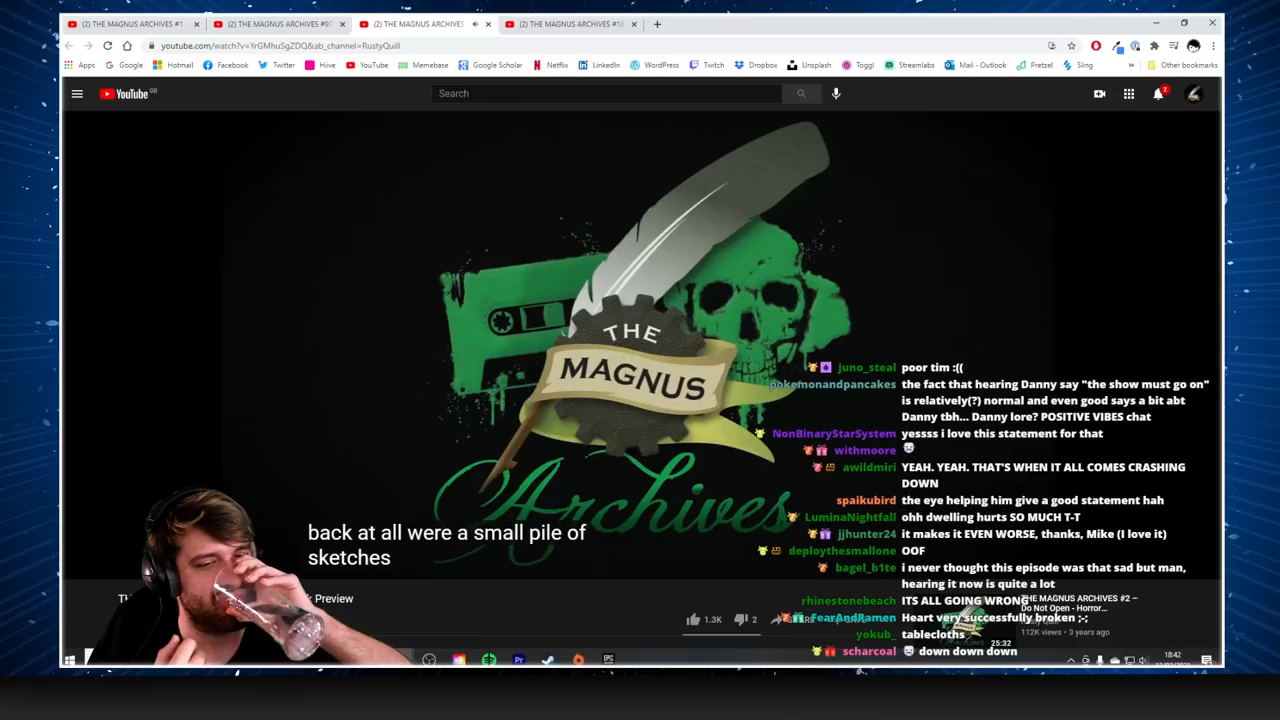 (2) THE MAGNUS ARCHIVES #1
(2) THE MAGNUS ARCHIVES #9
(2) THE MAGNUS ARCHIVES
(2) THE MAGNUS ARCHIVES #16
youtube.com/watch?v=YrGMhuSgZDQ&ab_channel=RustyQuill
Apps Google Hotmail Facebook Twitter Hiive YouTube Memebase Google Scholar Netflix LinkedIn WordPress Twitch Dropbox Unsplash Toggl Streamlabs Mail - Outlook Pretzel Sling » Other bookmarks
YouTube GB
Search
2
THE
MAGNUS
Archives
juno_steal poor tim :((
pokemonandpancakes the fact that hearing Danny say "the show must go on"
is relatively(?) normal and even good says a bit abt
Danny tbh... Danny lore? POSITIVE VIBES chat
NonBinaryStarSystem yessss i love this statement for that
withmoore
awildmiri YEAH. YEAH. THAT'S WHEN IT ALL COMES CRASHING
DOWN
spaikubird the eye helping him give a good statement hah
LuminaNightfall ohh dwelling hurts SO MUCH T-T
jjhunter24 it makes it EVEN WORSE, thanks, Mike (I love it)
deploythesmallone OOF
bagel_b1te i never thought this episode was that sad but man,
hearing it now is quite a lot
rhinestonebeach ITS ALL GOING WRONG
FearAndRamen Heart very successfully broken ;-;
yokub_ tablecloths
scharcoal down down down
back at all were a small pile of
sketches
TH
Preview
1.3K 2
THE MAGNUS ARCHIVES #2 –
Do Not Open - Horror...
112K views • 3 years ago
25:32
Pr
EPIC
18:42